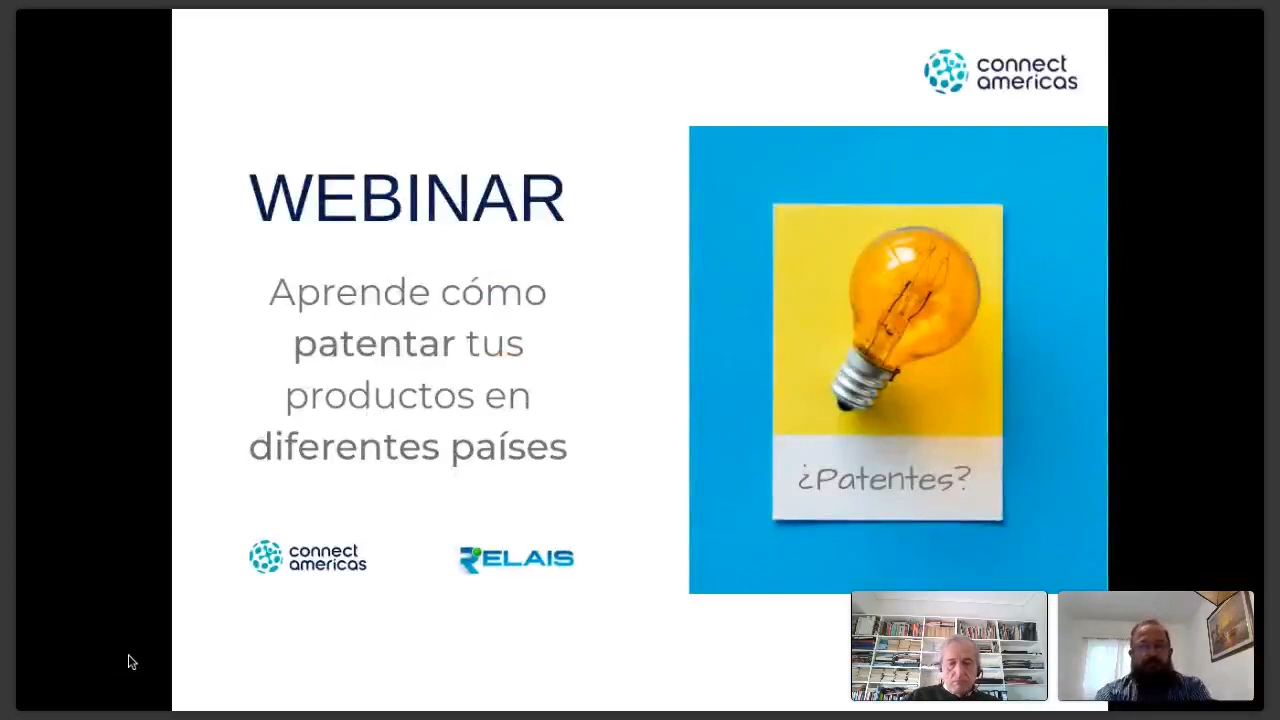 connect
americas
WEBINAR
Aprende cómo
patentar tus
productos en
diferentes países
¿Patentes?
connect
americas
RELAIS